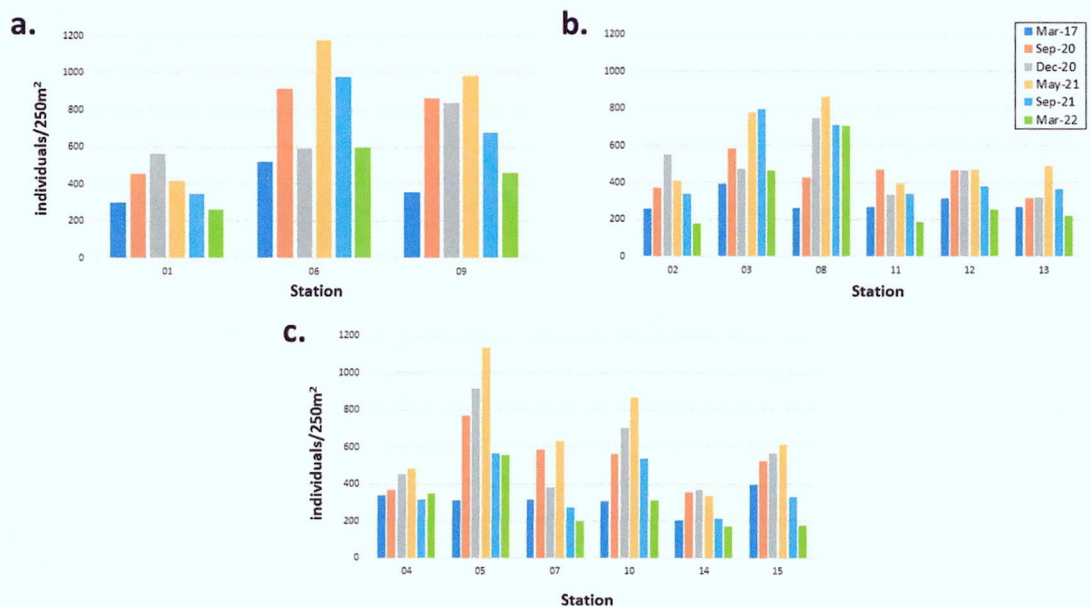 a.
1200
1000
800
600
400
200
0
individuals/250m²
01 06 09
Station
b.
1200
1000
800
600
400
200
0
02 03 08 11 12 13
Station
Mar-17
Sep-20
Dec-20
May-21
Sep-21
Mar-22
c.
1200
1000
800
600
400
200
0
individuals/250m²
04 05 07 10 14 15
Station